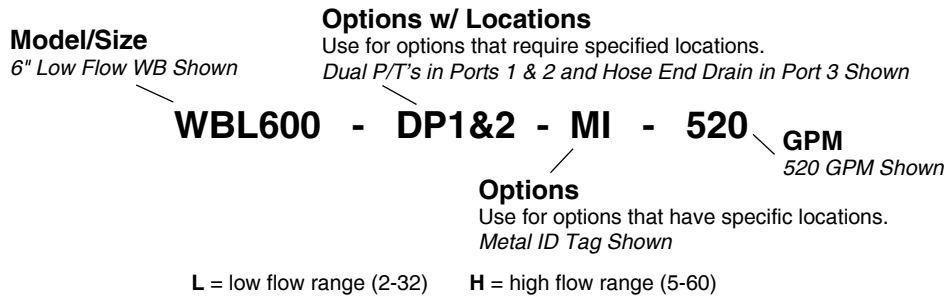 Model/Size
6" Low Flow WB Shown
Options w/ Locations
Use for options that require specified locations.
Dual P/T's in Ports 1 & 2 and Hose End Drain in Port 3 Shown
WBL600 - DP1&2 - MI - 520
GPM
520 GPM Shown
Options
Use for options that have specific locations.
Metal ID Tag Shown
L = low flow range (2-32) H = high flow range (5-60)